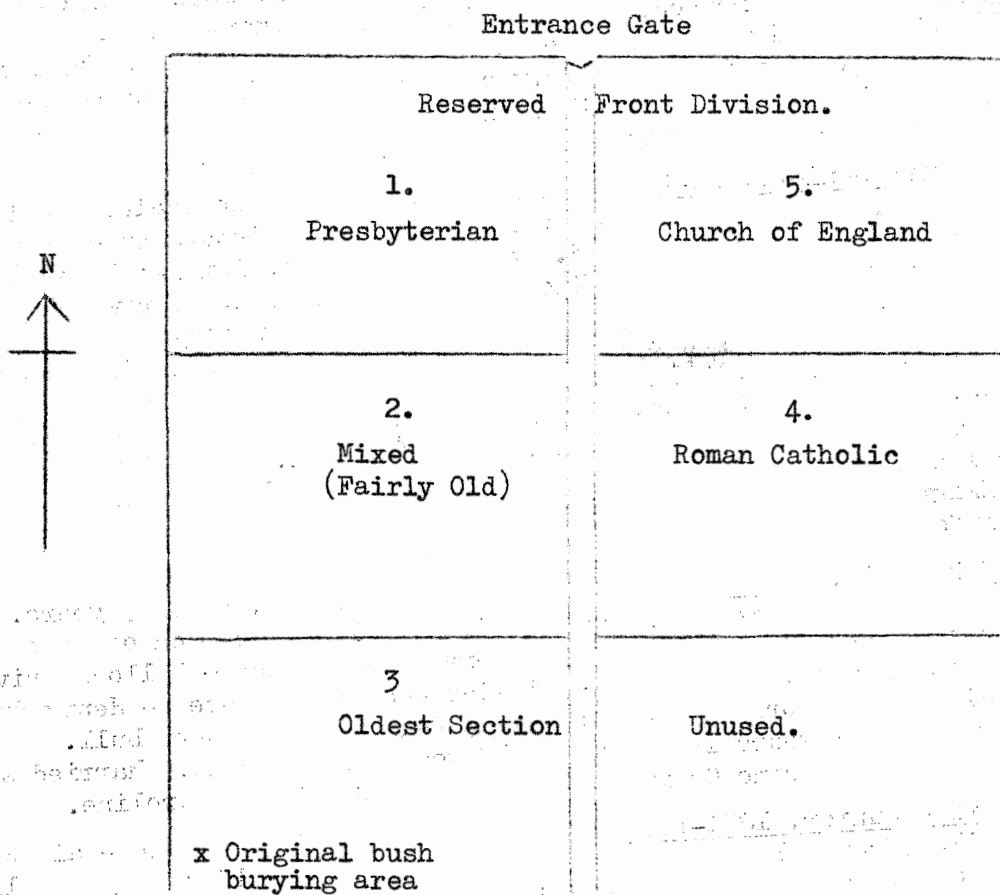 Entrance Gate
Reserved Front Division.
1.
Presbyterian
5.
Church of England
N
2.
Mixed
(Fairly Old)
4.
Roman Catholic
3
Oldest Section
Unused.
x Original bush
burying area